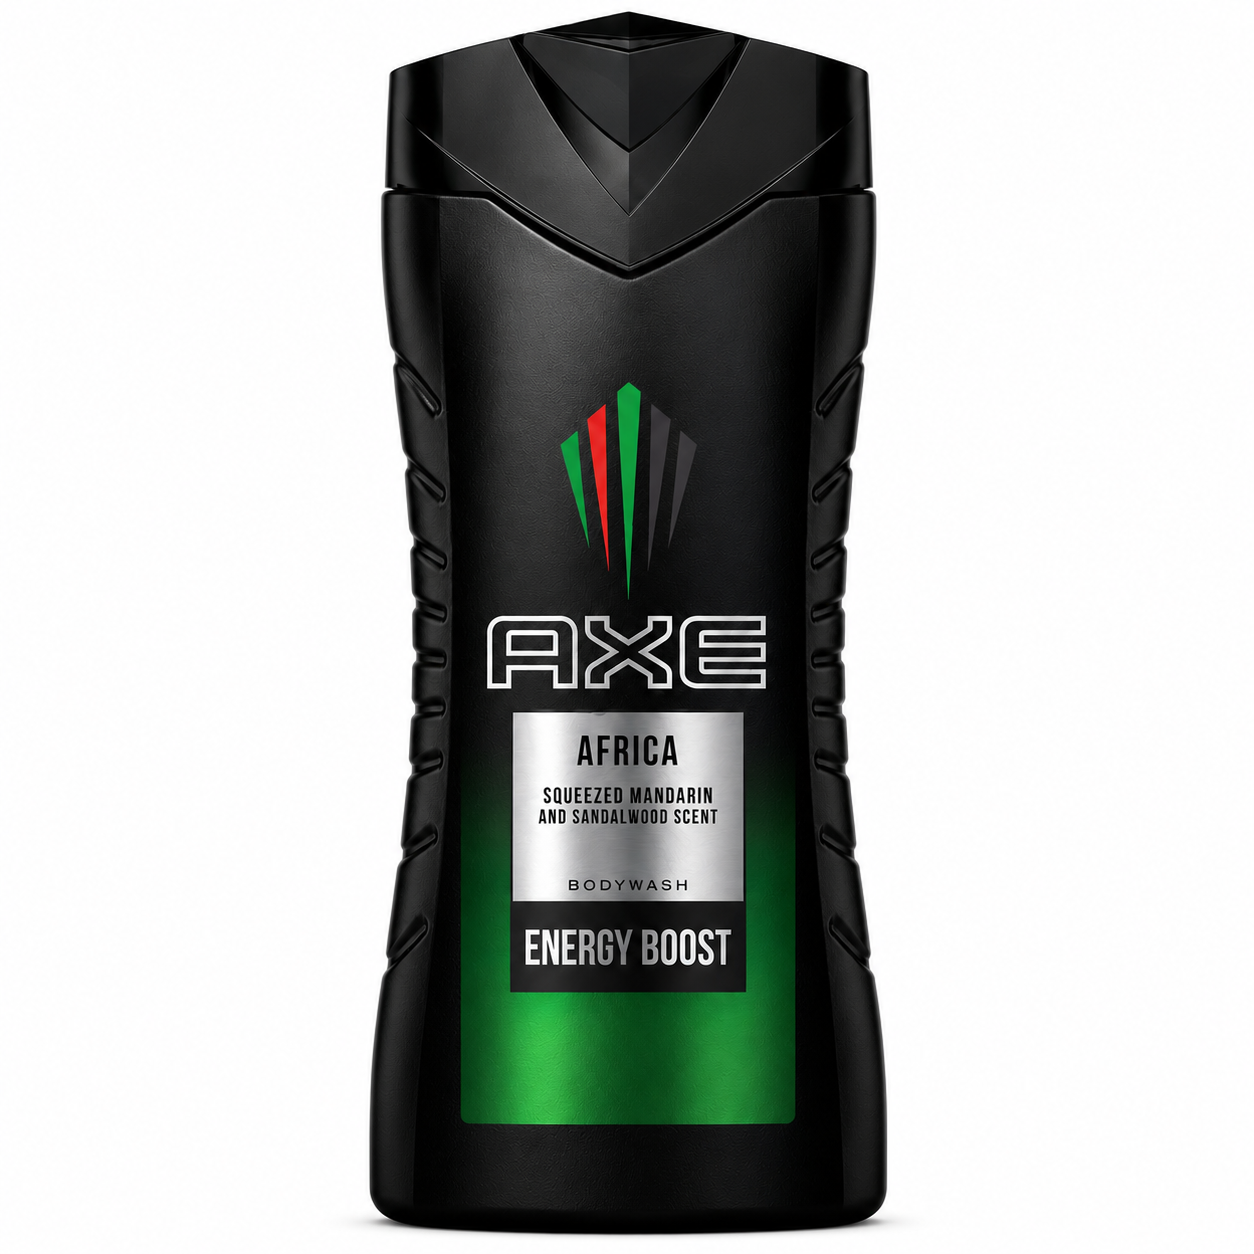 AXE
AFRICA
SQUEEZED MANDARIN
AND SANDALWOOD SCENT
BODYWASH
ENERGY BOOST